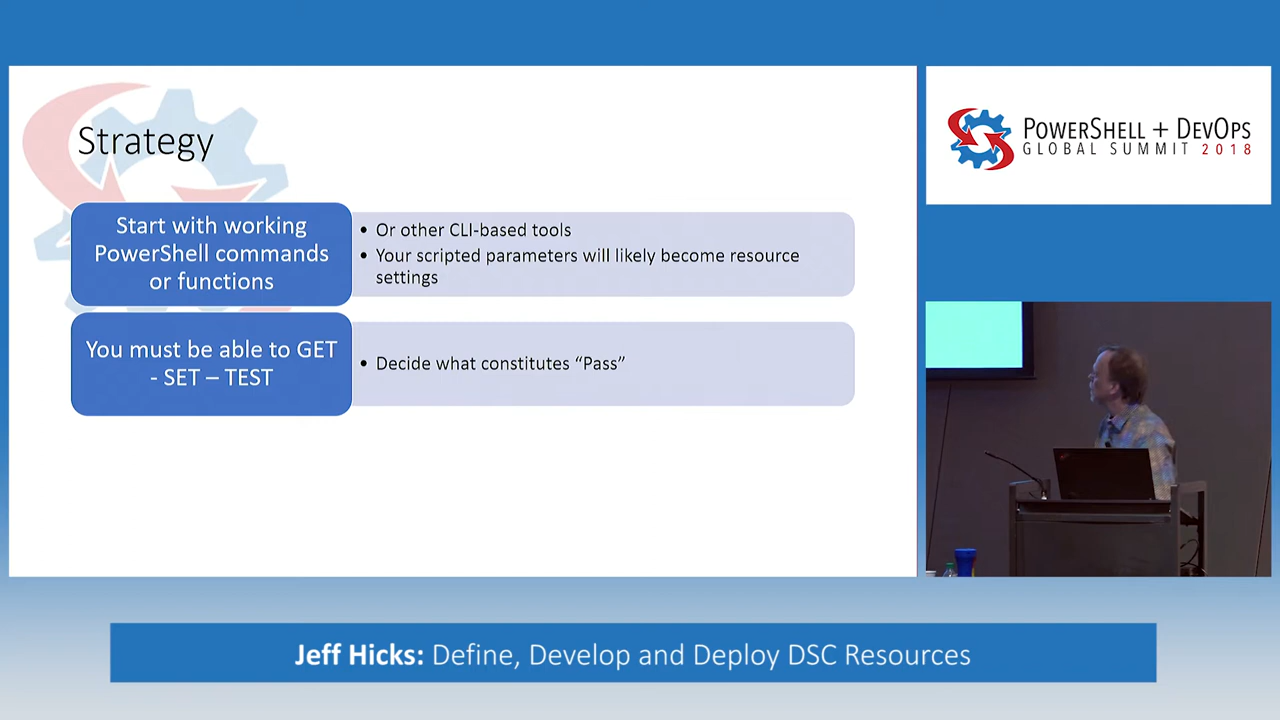 Strategy
Start with working
PowerShell commands
or functions
• Or other CLI-based tools
• Your scripted parameters will likely become resource
settings
You must be able to GET
- SET – TEST
• Decide what constitutes “Pass”
POWERSHELL + DEVOPS
GLOBAL SUMMIT 2018
Jeff Hicks: Define, Develop and Deploy DSC Resources